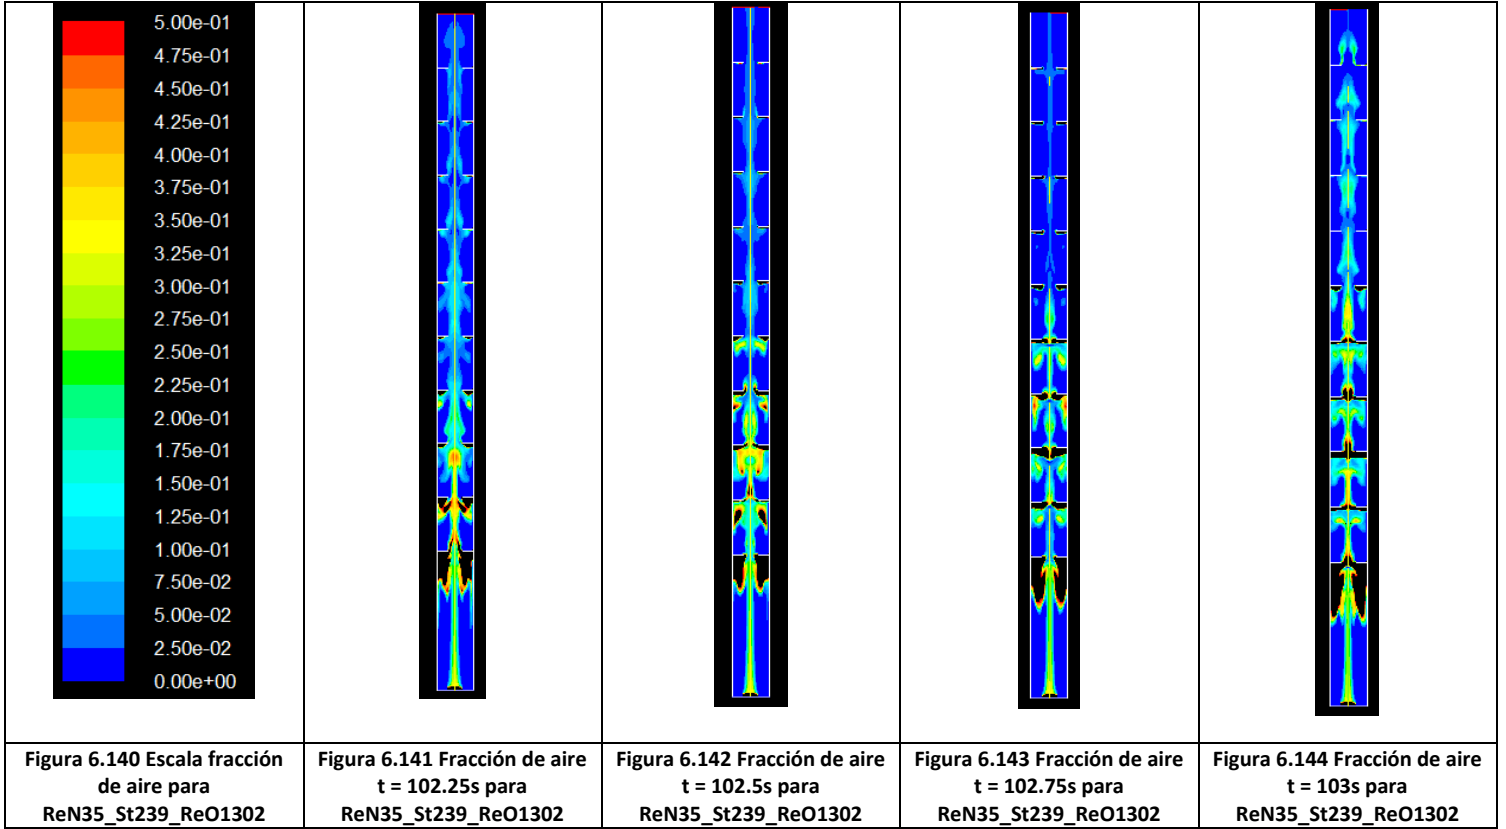 5.00e-01
4.75e-01
4.50e-01
4.25e-01
4.00e-01
3.75e-01
3.50e-01
3.25e-01
3.00e-01
2.75e-01
2.50e-01
2.25e-01
2.00e-01
1.75e-01
1.50e-01
1.25e-01
1.00e-01
7.50e-02
5.00e-02
2.50e-02
0.00e+00
Figura 6.140 Escala fracción
de aire para
ReN35_St239_ReO1302
Figura 6.141 Fracción de aire
t = 102.25s para
ReN35_St239_ReO1302
Figura 6.142 Fracción de aire
t = 102.5s para
ReN35_St239_ReO1302
Figura 6.143 Fracción de aire
t = 102.75s para
ReN35_St239_ReO1302
Figura 6.144 Fracción de aire
t = 103s para
ReN35_St239_ReO1302